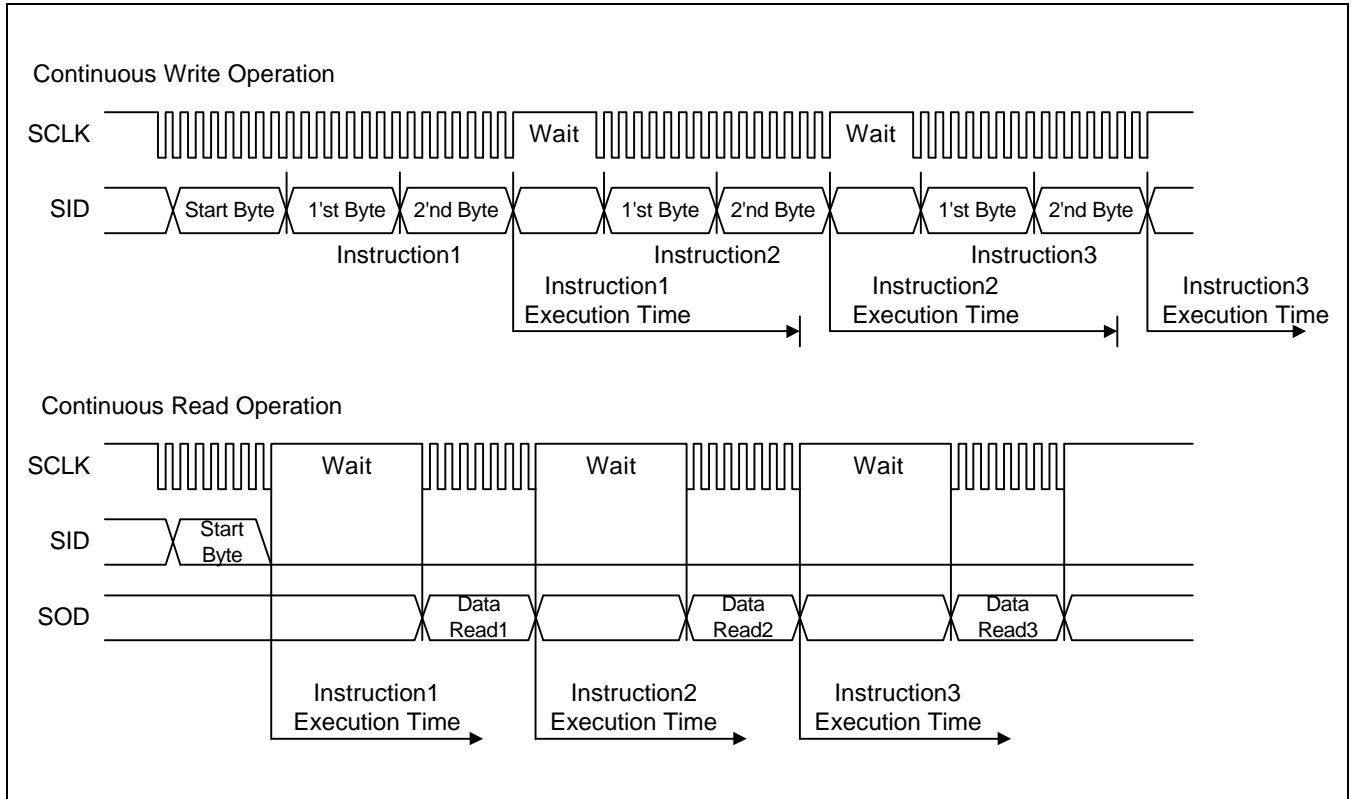 Continuous Write Operation
SCLK
Wait
Wait
SID
Start Byte
1'st Byte
2'nd Byte
1'st Byte
2'nd Byte
1'st Byte
2'nd Byte
Instruction1
Instruction2
Instruction3
Instruction1
Execution Time
Instruction2
Execution Time
Instruction3
Execution Time
Continuous Read Operation
SCLK
Wait
Wait
Wait
SID
Start
Byte
SOD
Data
Read1
Data
Read2
Data
Read3
Instruction1
Execution Time
Instruction2
Execution Time
Instruction3
Execution Time